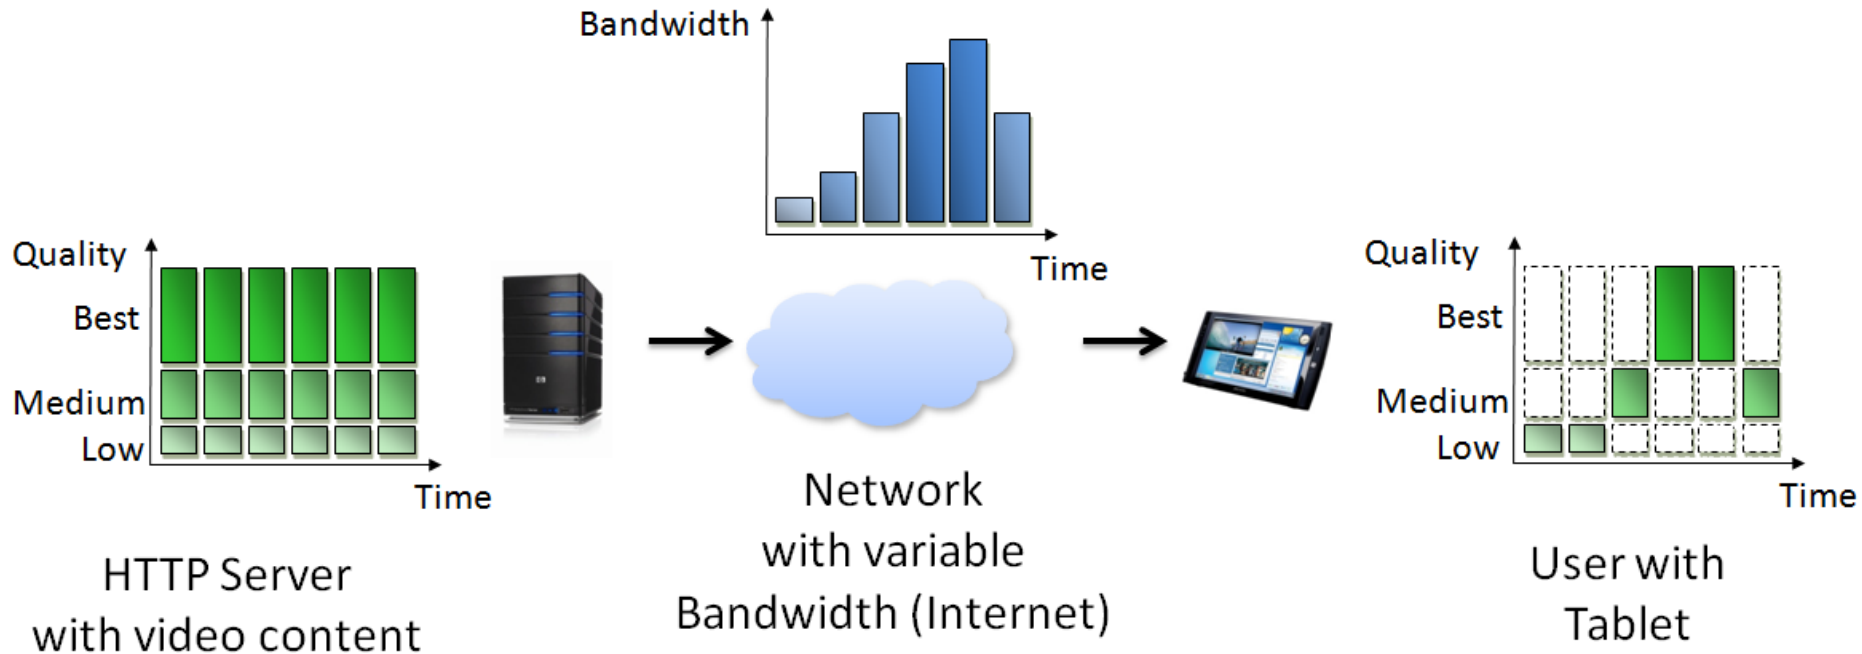 Bandwidth
Time
Quality
Best
Medium
Low
Time
Quality
Best
Medium
Low
Time
HTTP Server
with video content
Network
with variable
Bandwidth (Internet)
User with
Tablet